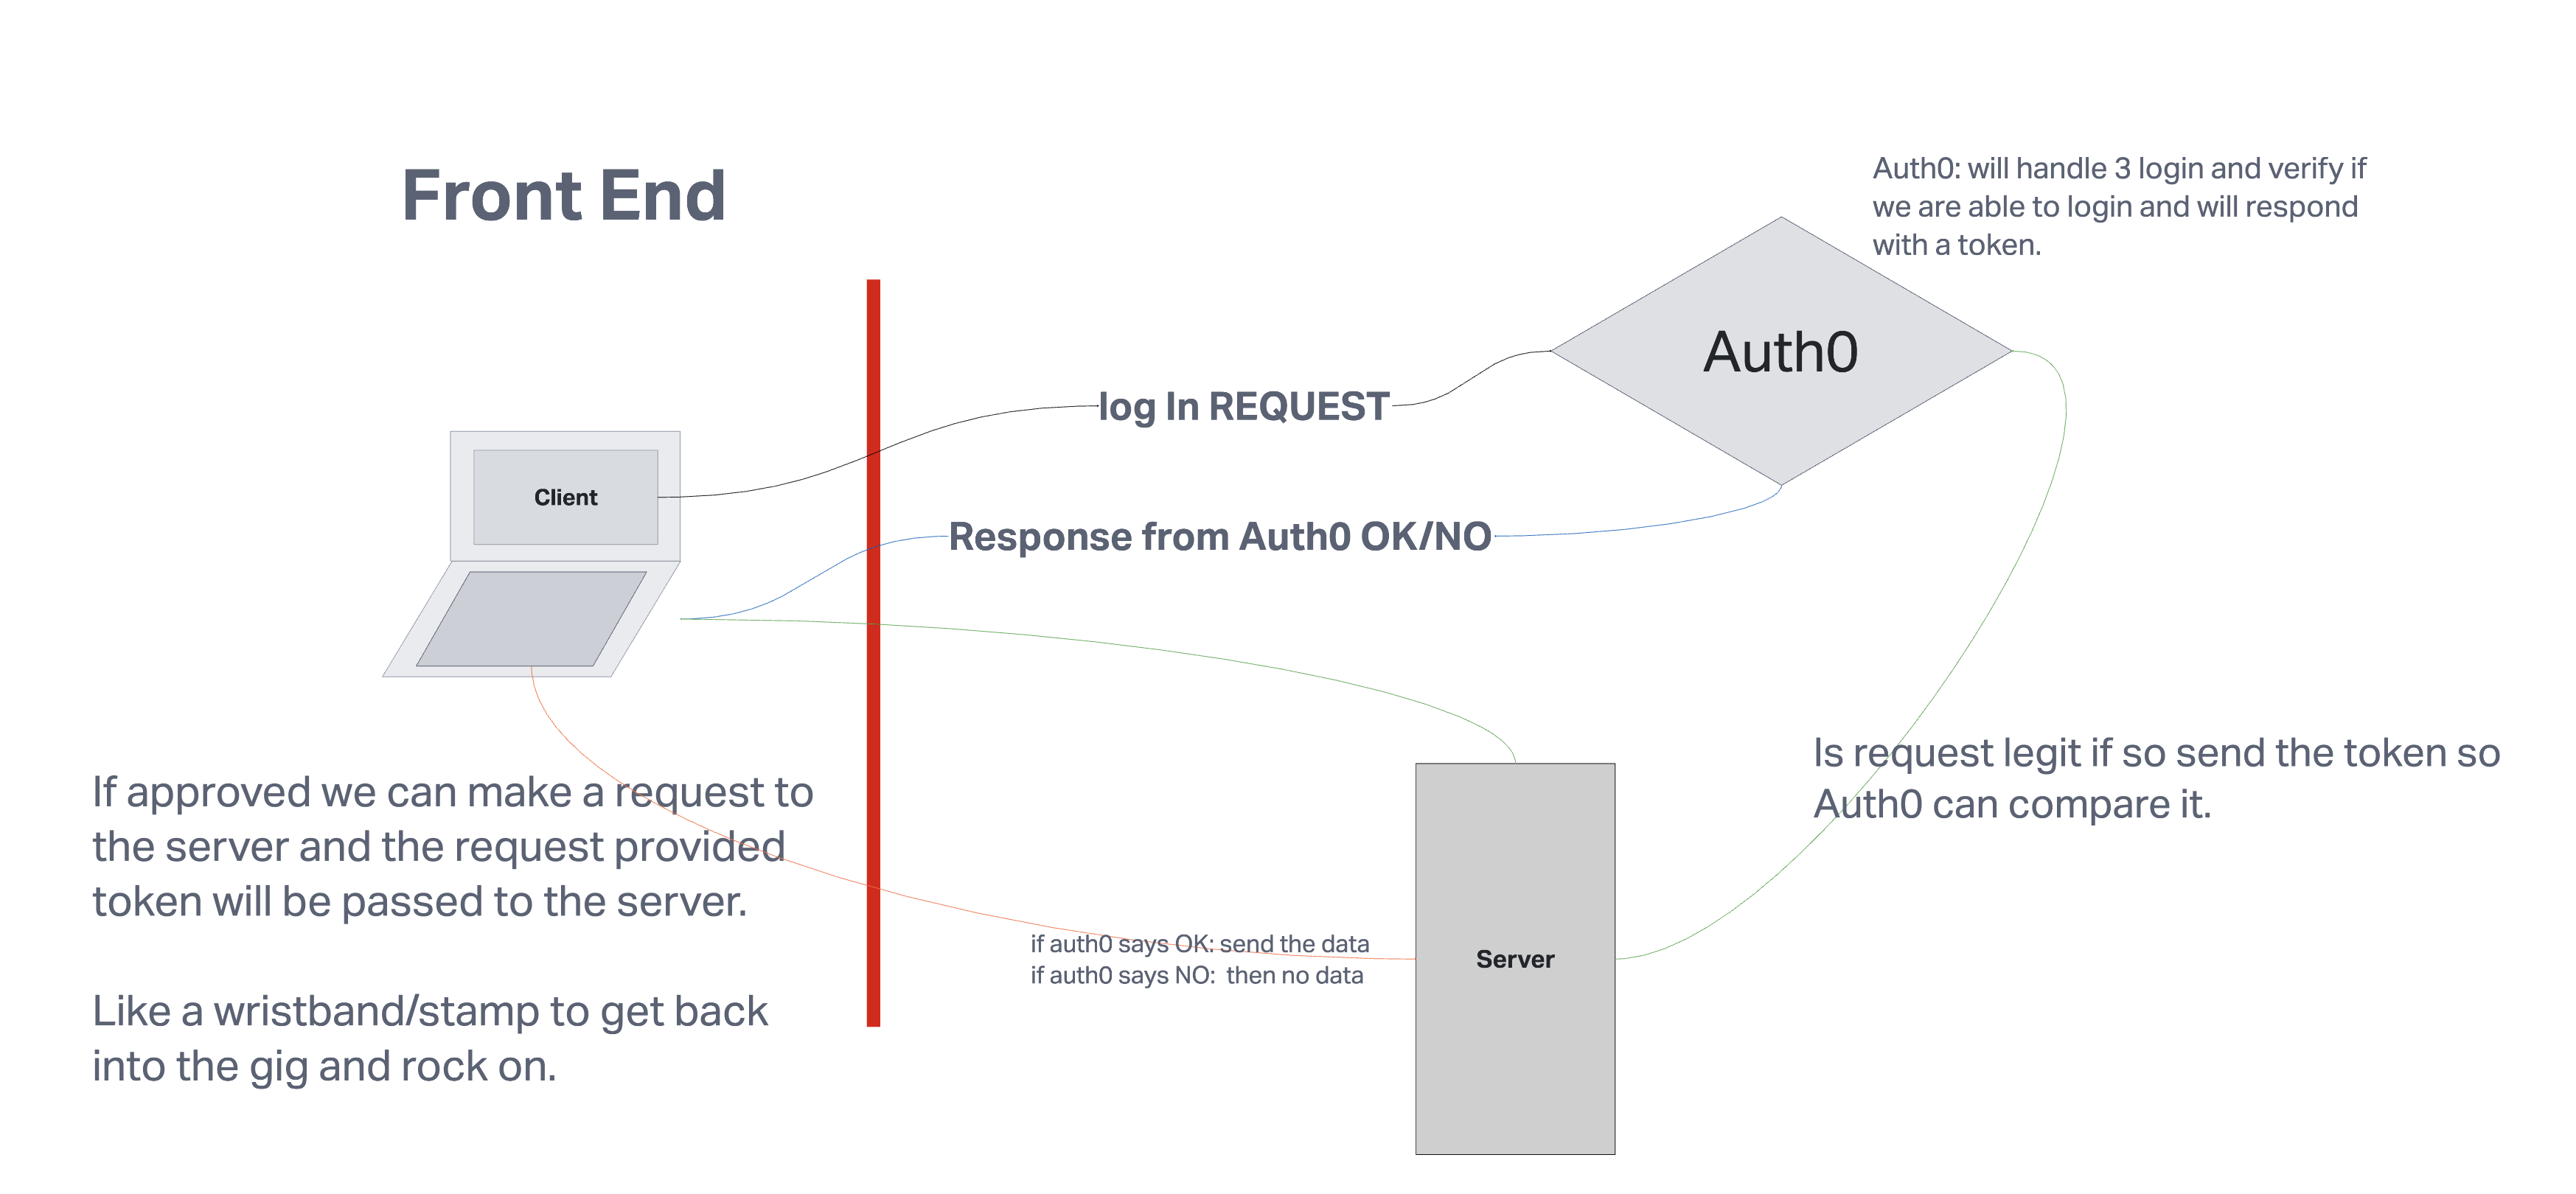 Front End
Auth0: will handle 3 login and verify if
we are able to login and will respond
with a token.
Auth0
log In REQUEST
Client
Response from Auth0 OK/NO
If approved we can make a request to
the server and the request provided
token will be passed to the server.
Like a wristband/stamp to get back
into the gig and rock on.
Is request legit if so send the token so
Auth0 can compare it.
if auth0 says OK: send the data
if auth0 says NO:  then no data
Server